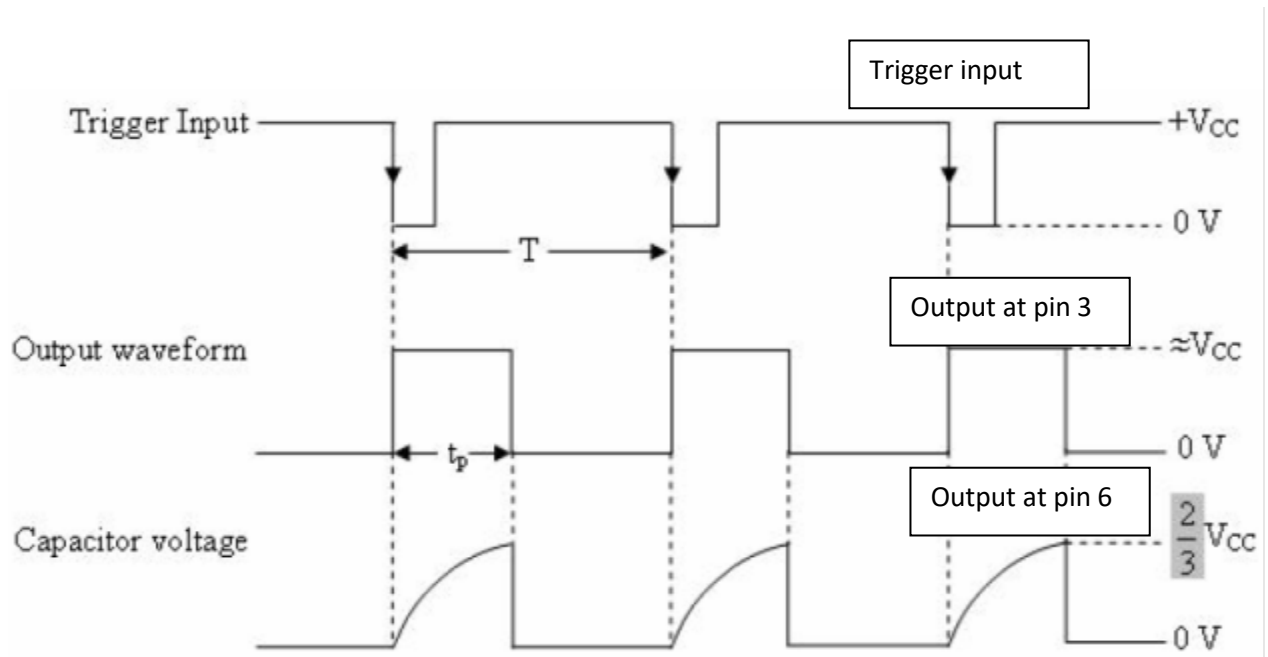 Trigger input
Trigger Input
+VCC
0 V
T
Output at pin 3
Output waveform
≈VCC
tp
0 V
Output at pin 6
Capacitor voltage
2/3 VCC
0 V